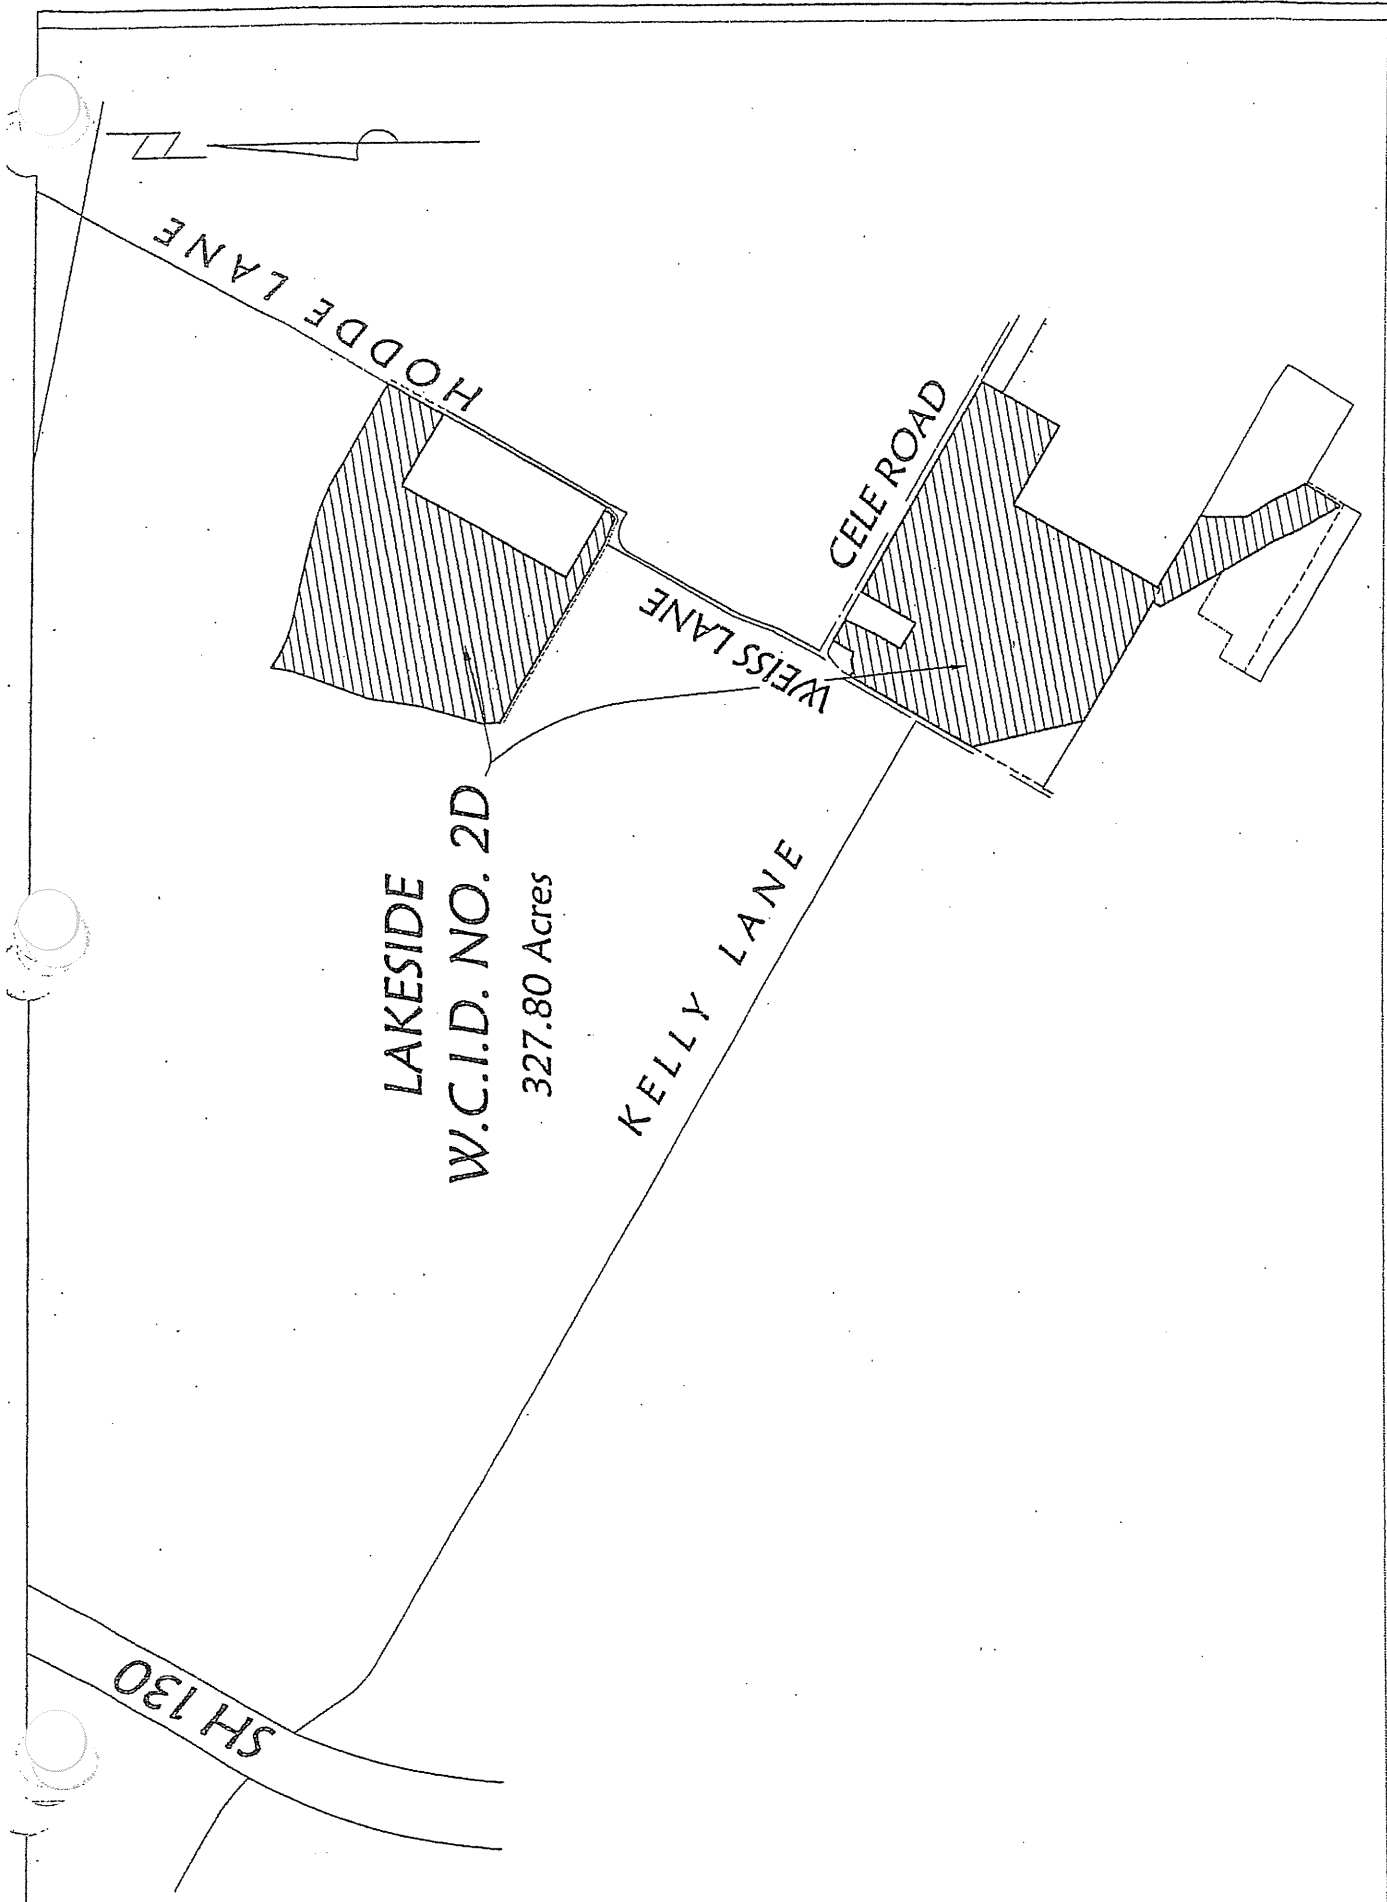 N
HODDE LANE
CELE ROAD
WEISS LANE
LAKESIDE
W.C.I.D. NO. 2D
327.80 Acres
KELLY LANE
SH 130